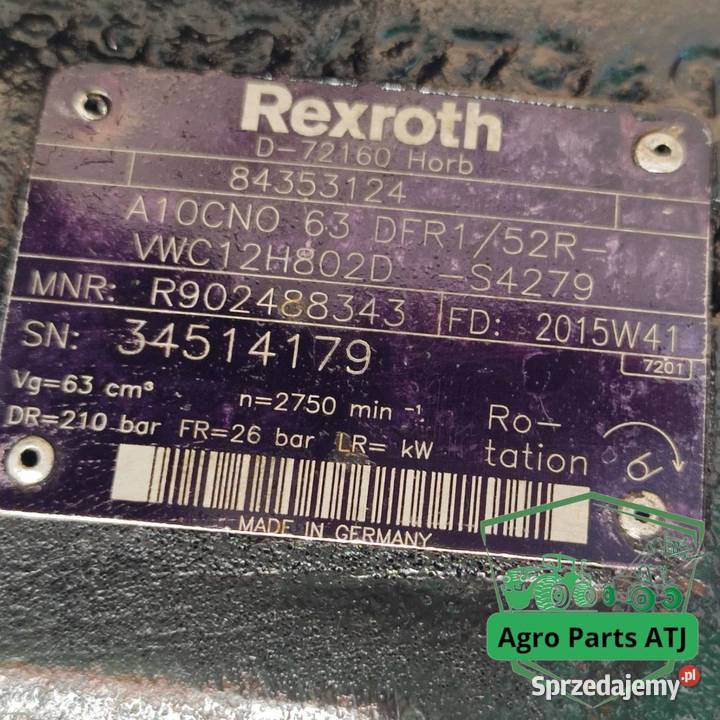 Rexroth
D-72160 Horb
84353124
A10CNO 63 DFR1/52R-
VWC12H802D -S4279
MNR: R902488343 FD: 2015W41
SN: 34514179 7201
Vg=63 cm³ n=2750 min -1 Ro-
DR=210 bar FR=26 bar LR= kW tation
MADE IN GERMANY
Agro Parts ATJ
Sprzedajemy.pl